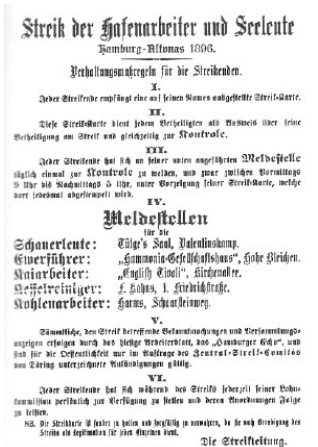 Streik der Hafenarbeiter und Seeleute
Hamburg-Altonas 1896.
Verhaltungsmaßregeln für die Streikenden.
I.
Jeder Streikende empfängt eine auf seinen Namen ausgestellte Streik-Karte.
II.
Diese Streik-Karte dient jedem Betheiligten als Ausweis über seine
Betheiligung am Streik und gleichzeitig zur Kontrole.
III.
Jeder Streikende hat sich an seiner unten angeführten Meldestelle
täglich einmal zur Kontrole zu melden, und zwar zwischen Vormittags
9 Uhr bis Nachmittags 5 Uhr, unter Vorzeigung seiner Streik-Karte, welche
dort jedesmal abgestempelt wird.
IV.
Meldestellen
für die
Schauerleute: Tütge's Saal, Valentinskamp.
Ewerführer: „Hammonia-Gesellschaftshaus“, Hohe Bleichen.
Kaiarbeiter: „English Tivoli“, Kirchenallee.
Kesselreiniger: F. Hahns, 1. Friedrichstraße.
Kohlenarbeiter: Harms, Schaarsteinweg.
V.
Sämmtliche, den Streik betreffende Bekanntmachungen und Versammlungs-
anzeigen erfolgen durch das hiesige Arbeiterblatt, das „Hamburger Echo“, und
sind für die Oeffentlichkeit nur im Auftrage des Zentral-Streik-Comités
von Döring unterzeichnete Ankündigungen gültig.
VI.
Jeder Streikende hat sich während des Streiks jederzeit seiner Lohn-
kommission persönlich zur Verfügung zu stellen und deren Anordnungen Folge
zu leisten.
NB. Die Streikkarte ist sauber zu halten und sorgfältig zu verwahren, da sie nach Beendigung des
Streiks als Legitimation für jeden Einzelnen dient.
Die Streikleitung.